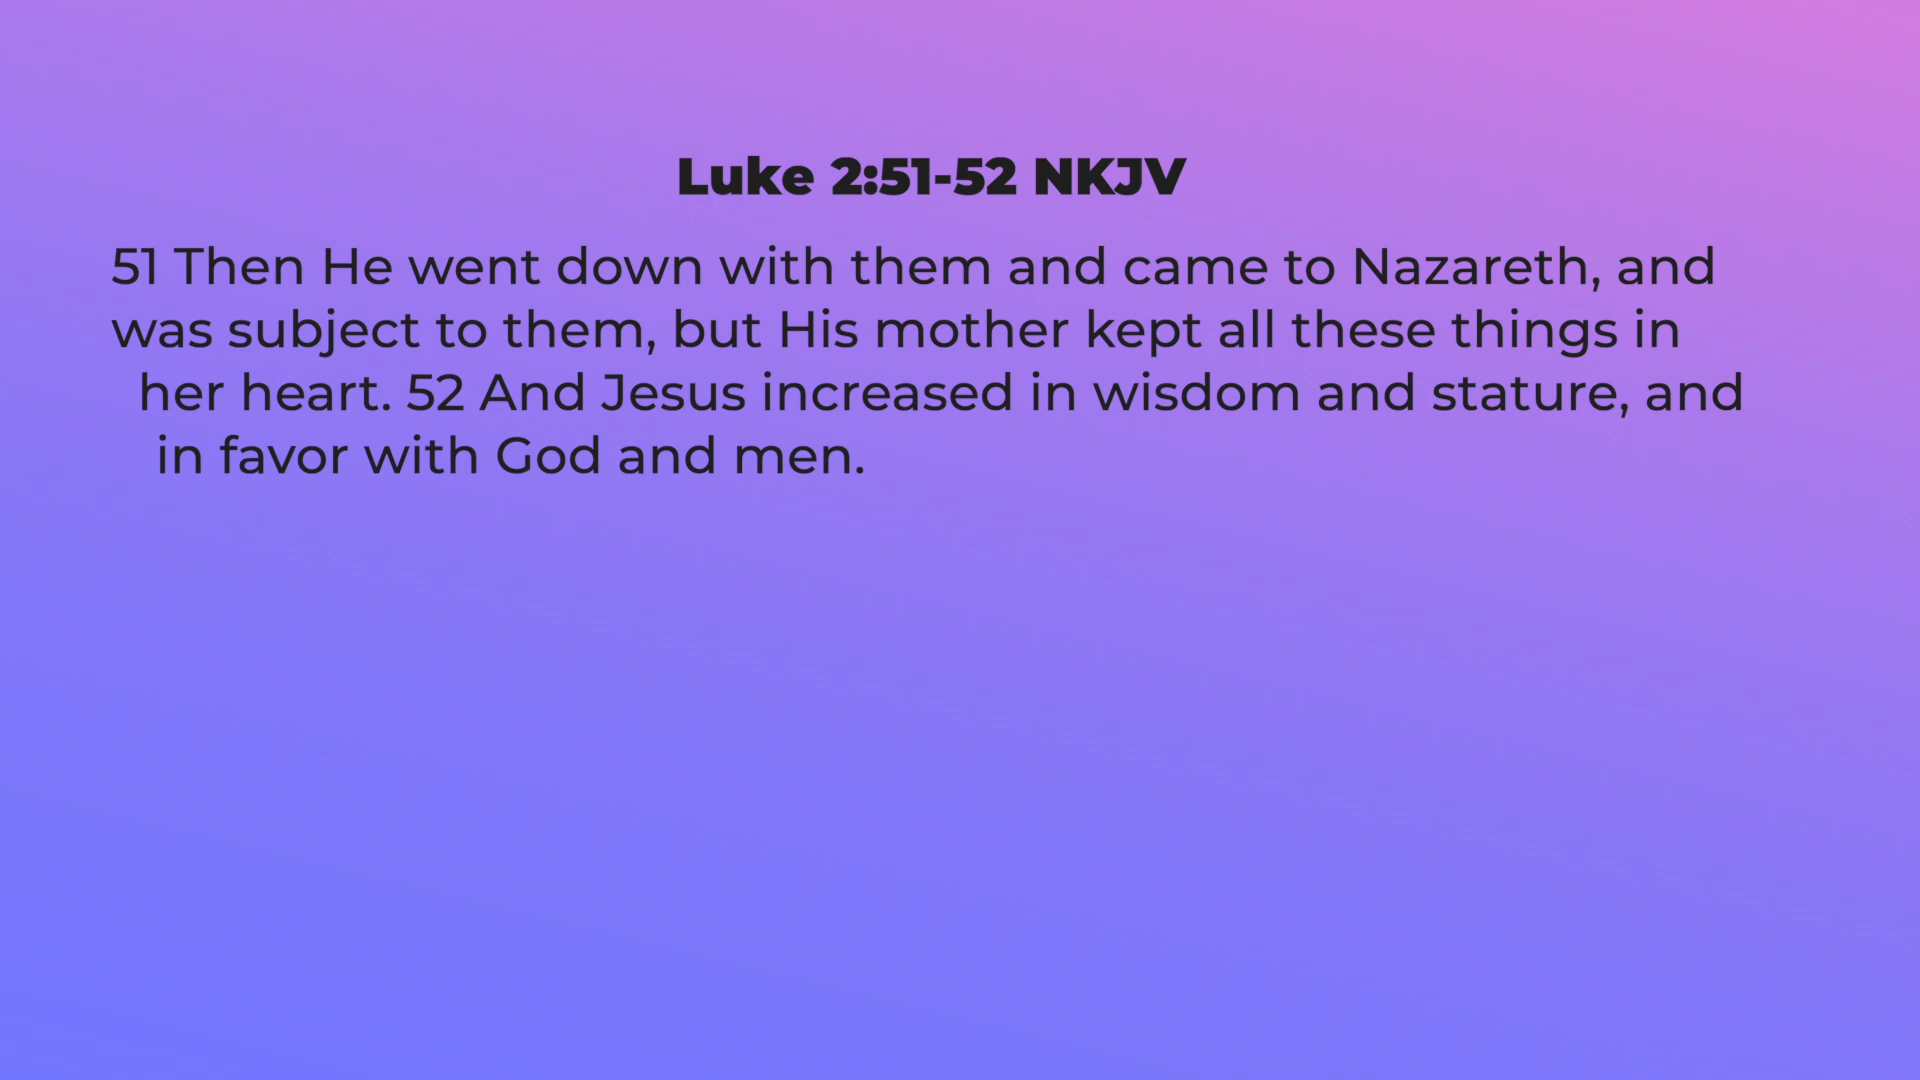 Luke 2:51-52 NKJV
51 Then He went down with them and came to Nazareth, and
was subject to them, but His mother kept all these things in
her heart. 52 And Jesus increased in wisdom and stature, and
in favor with God and men.